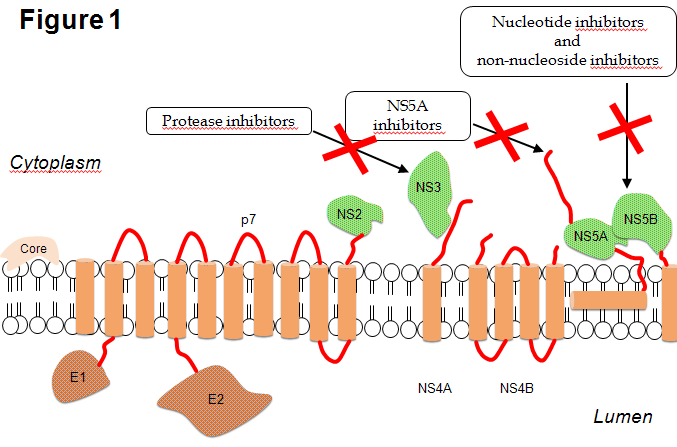 Figure 1
Nucleotide inhibitors
and
non-nucleoside inhibitors
Protease inhibitors
NS5A
inhibitors
Cytoplasm
NS3
NS2
p7
NS5B
NS5A
Core
E1
E2
NS4A
NS4B
Lumen